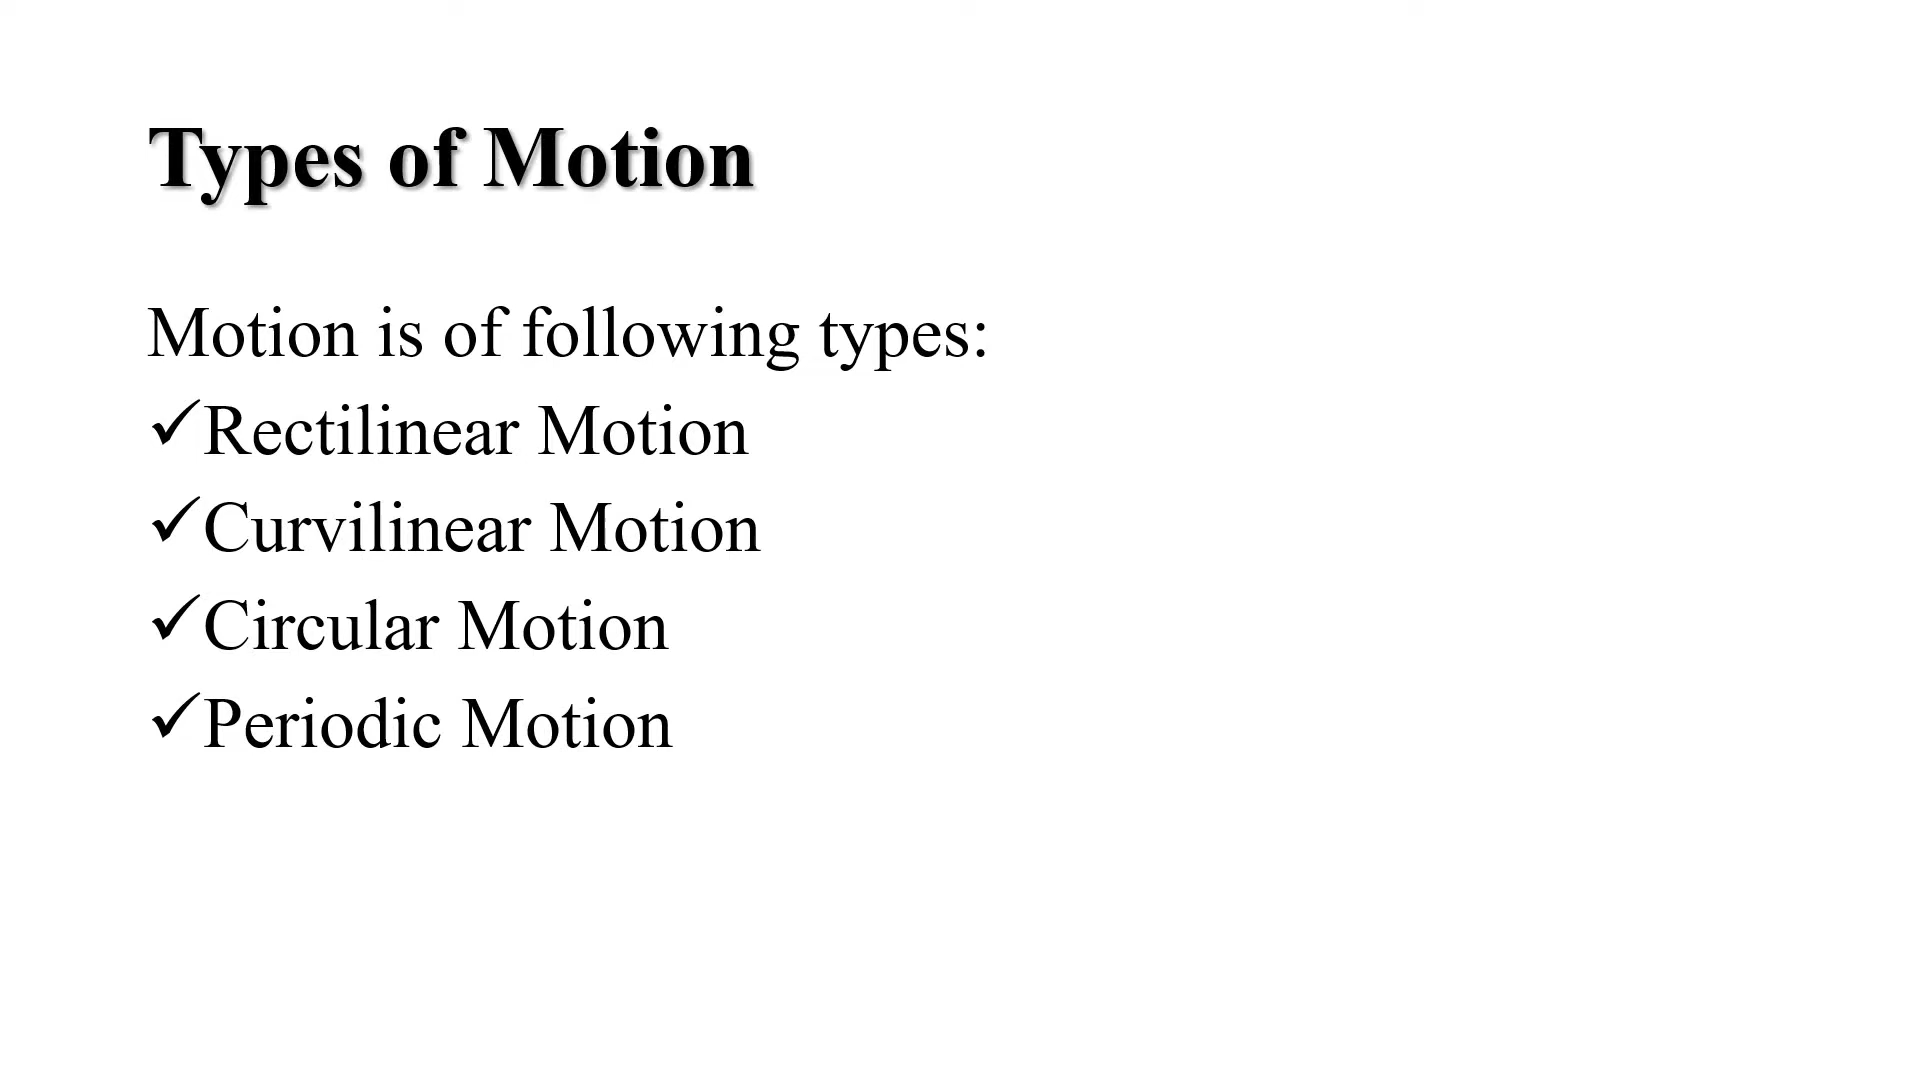 Types of Motion
Motion is of following types:
✓Rectilinear Motion
✓Curvilinear Motion
✓Circular Motion
✓Periodic Motion